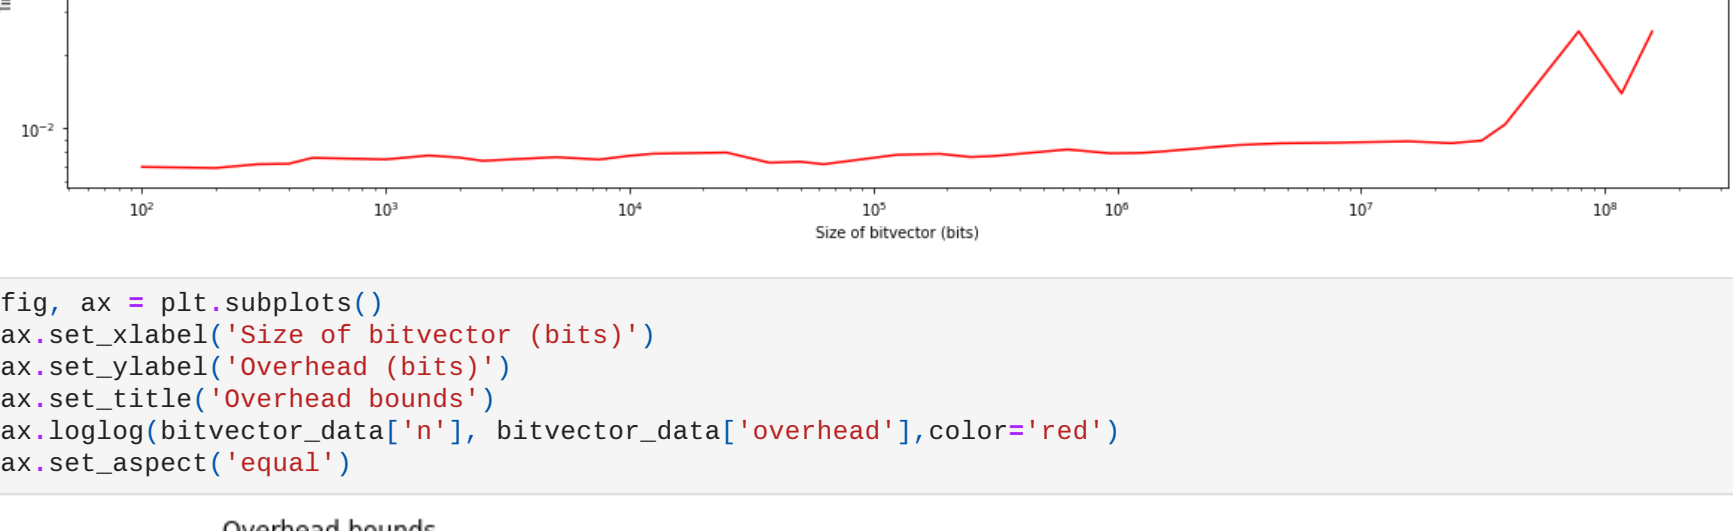 10⁻²
10² 10³ 10⁴ 10⁵ 10⁶ 10⁷ 10⁸
Size of bitvector (bits)
fig, ax = plt.subplots()
ax.set_xlabel('Size of bitvector (bits)')
ax.set_ylabel('Overhead (bits)')
ax.set_title('Overhead bounds')
ax.loglog(bitvector_data['n'], bitvector_data['overhead'],color='red')
ax.set_aspect('equal')
Overhead bounds